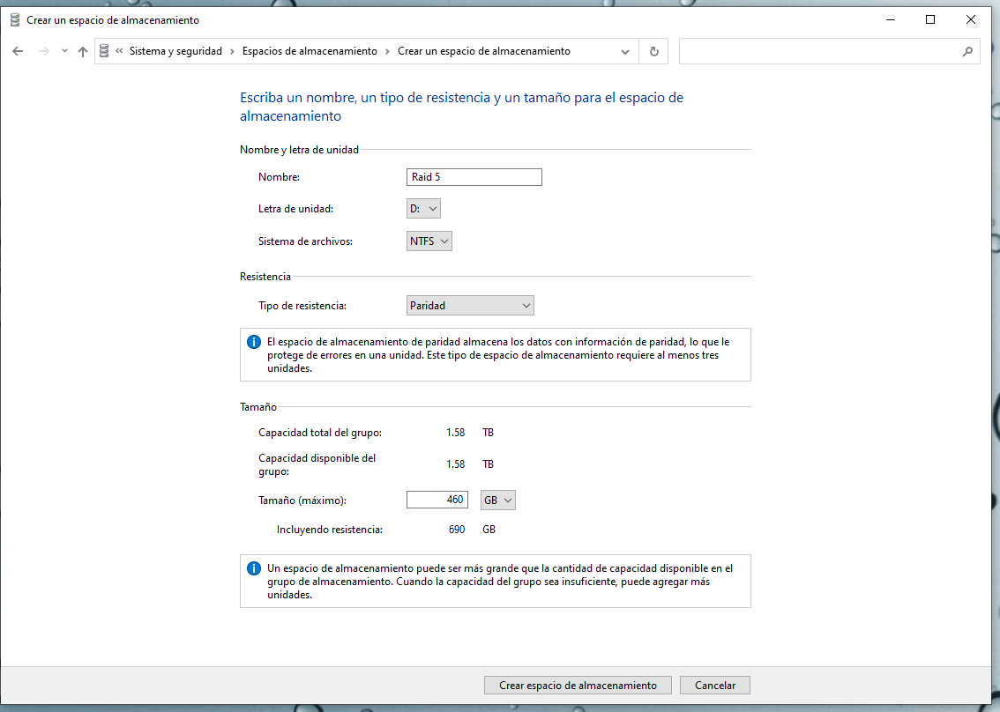 Crear un espacio de almacenamiento
« Sistema y seguridad > Espacios de almacenamiento > Crear un espacio de almacenamiento
Escriba un nombre, un tipo de resistencia y un tamaño para el espacio de
almacenamiento
Nombre y letra de unidad
Nombre: Raid 5
Letra de unidad: D:
Sistema de archivos: NTFS
Resistencia
Tipo de resistencia: Paridad
El espacio de almacenamiento de paridad almacena los datos con información de paridad, lo que le
protege de errores en una unidad. Este tipo de espacio de almacenamiento requiere al menos tres
unidades.
Tamaño
Capacidad total del grupo: 1.58 TB
Capacidad disponible del
grupo: 1.58 TB
Tamaño (máximo): 460 GB
Incluyendo resistencia: 690 GB
Un espacio de almacenamiento puede ser más grande que la cantidad de capacidad disponible en el
grupo de almacenamiento. Cuando la capacidad del grupo sea insuficiente, puede agregar más
unidades.
Crear espacio de almacenamiento Cancelar